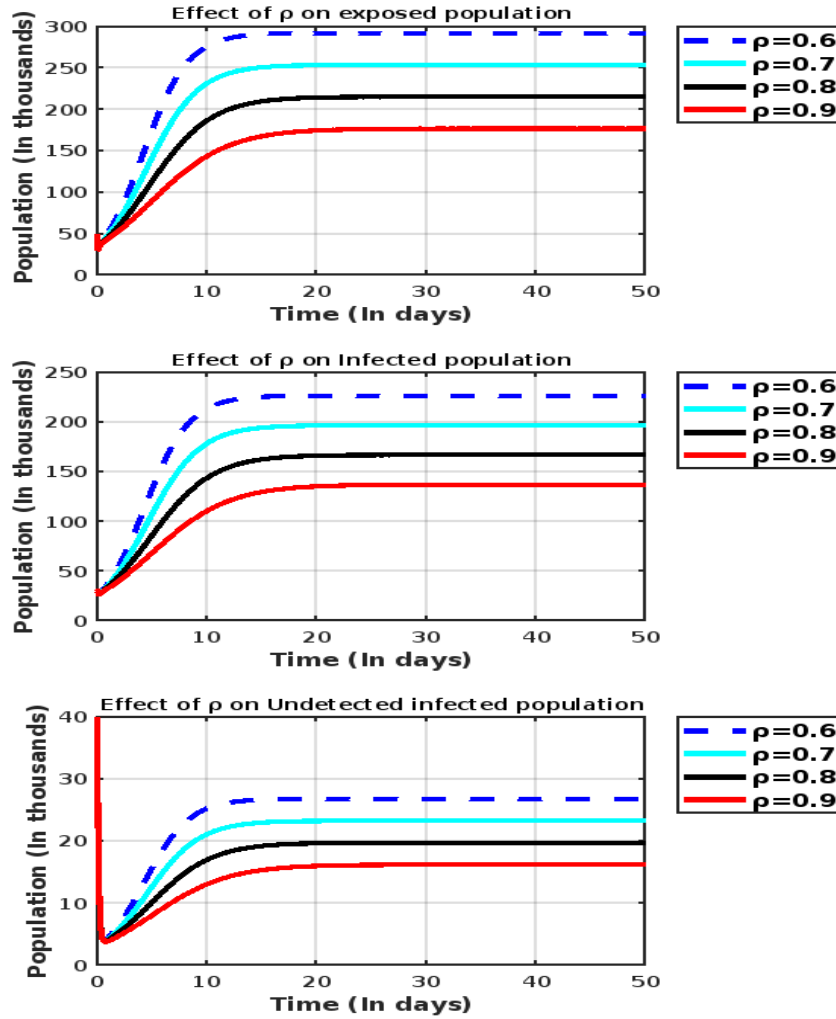 Effect of ρ on exposed population
Population (In thousands)
300
250
200
150
100
50
0
0 10 20 30 40 50
Time (In days)
ρ=0.6
ρ=0.7
ρ=0.8
ρ=0.9
Effect of ρ on Infected population
Population (In thousands)
250
200
150
100
50
0
0 10 20 30 40 50
Time (In days)
ρ=0.6
ρ=0.7
ρ=0.8
ρ=0.9
Effect of ρ on Undetected infected population
Population (In thousands)
40
30
20
10
0
0 10 20 30 40 50
Time (In days)
ρ=0.6
ρ=0.7
ρ=0.8
ρ=0.9